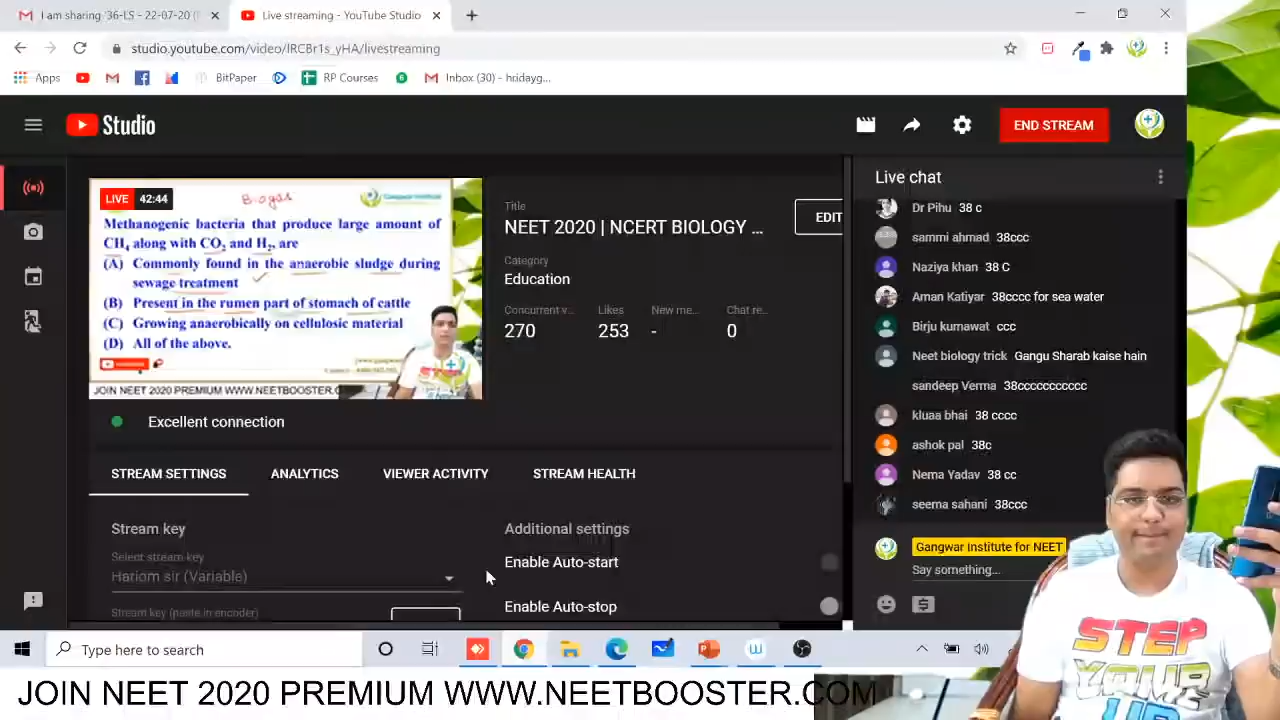 I am sharing '36-LS - 22-07-20 (
Live streaming - YouTube Studio
studio.youtube.com/video/lRCBr1s_yHA/livestreaming
Apps
BitPaper
RP Courses
Inbox (30) - hoidayg...
Studio
END STREAM
LIVE 42:44
Biogas
Gangwar Institute
Methanogenic bacteria that produce large amount of
CH4 along with CO2 and H2, are
(A) Commonly found in the anaerobic sludge during
sewage treatment
(B) Present in the rumen part of stomach of cattle
(C) Growing anaerobically on cellulosic material
(D) All of the above.
JOIN NEET 2020 PREMIUM WWW.NEETBOOSTER.C
Excellent connection
Title
NEET 2020 | NCERT BIOLOGY ...
EDIT
Category
Education
Concurrent v... Likes New me... Chat re...
270 253 - 0
STREAM SETTINGS ANALYTICS VIEWER ACTIVITY STREAM HEALTH
Stream key
Select stream key
Hariom sir (Variable)
Stream key (paste in encoder)
Additional settings
Enable Auto-start
Enable Auto-stop
Live chat
Dr Pihu 38 c
sammi ahmad 38ccc
Naziya khan 38 C
Aman Katiyar 38cccc for sea water
Birju kumawat ccc
Neet biology trick Gangu Sharab kaise hain
sandeep Verma 38ccccccccccc
kluaa bhai 38 cccc
ashok pal 38c
Nema Yadav 38 cc
seema sahani 38ccc
Gangwar institute for NEET
Say something...
STEP
YOUR
UP
Type here to search
JOIN NEET 2020 PREMIUM WWW.NEETBOOSTER.COM